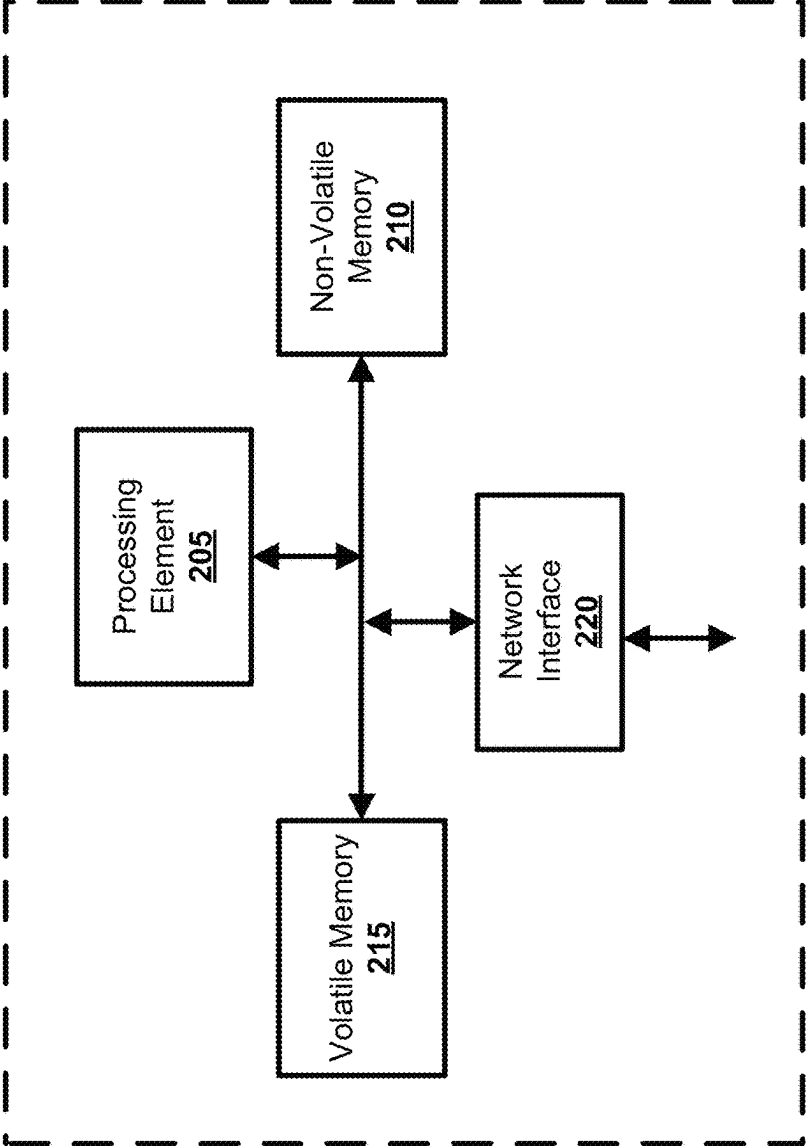 Processing
Element
205
Non-Volatile
Memory
210
Volatile Memory
215
Network
Interface
220